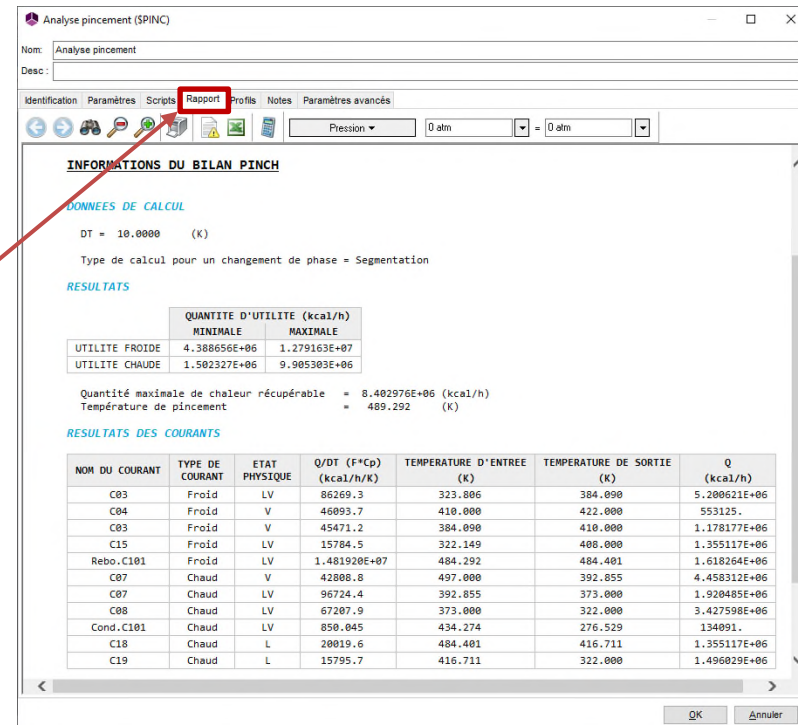 Analyse pincement ($PINC)
Nom: Analyse pincement
Desc :
Identification Paramètres Scripts Rapport Profils Notes Paramètres avancés
Pression 0 atm = 0 atm
INFORMATIONS DU BILAN PINCH
DONNEES DE CALCUL
DT = 10.0000 (K)
Type de calcul pour un changement de phase = Segmentation
RESULTATS
QUANTITE D'UTILITE (kcal/h)
MINIMALE MAXIMALE
UTILITE FROIDE 4.388656E+06 1.279163E+07
UTILITE CHAUDE 1.502327E+06 9.905303E+06
Quantité maximale de chaleur récupérable = 8.402976E+06 (kcal/h)
Température de pincement = 489.292 (K)
RESULTATS DES COURANTS
NOM DU COURANT TYPE DE COURANT ETAT PHYSIQUE Q/DT (F*Cp) (kcal/h/K) TEMPERATURE D'ENTREE (K) TEMPERATURE DE SORTIE (K) Q (kcal/h)
C03 Froid LV 86269.3 323.806 384.090 5.200621E+06
C04 Froid V 46093.7 410.000 422.000 553125.
C03 Froid V 45471.2 384.090 410.000 1.178177E+06
C15 Froid LV 15784.5 322.149 408.000 1.355117E+06
Rebo.C101 Froid LV 1.481920E+07 484.292 484.401 1.618264E+06
C07 Chaud V 42808.8 497.000 392.855 4.458312E+06
C07 Chaud LV 96724.4 392.855 373.000 1.920485E+06
C08 Chaud LV 67207.9 373.000 322.000 3.427598E+06
Cond.C101 Chaud LV 850.045 434.274 276.529 134091.
C18 Chaud L 20019.6 484.401 416.711 1.355117E+06
C19 Chaud L 15795.7 416.711 322.000 1.496029E+06
OK Annuler